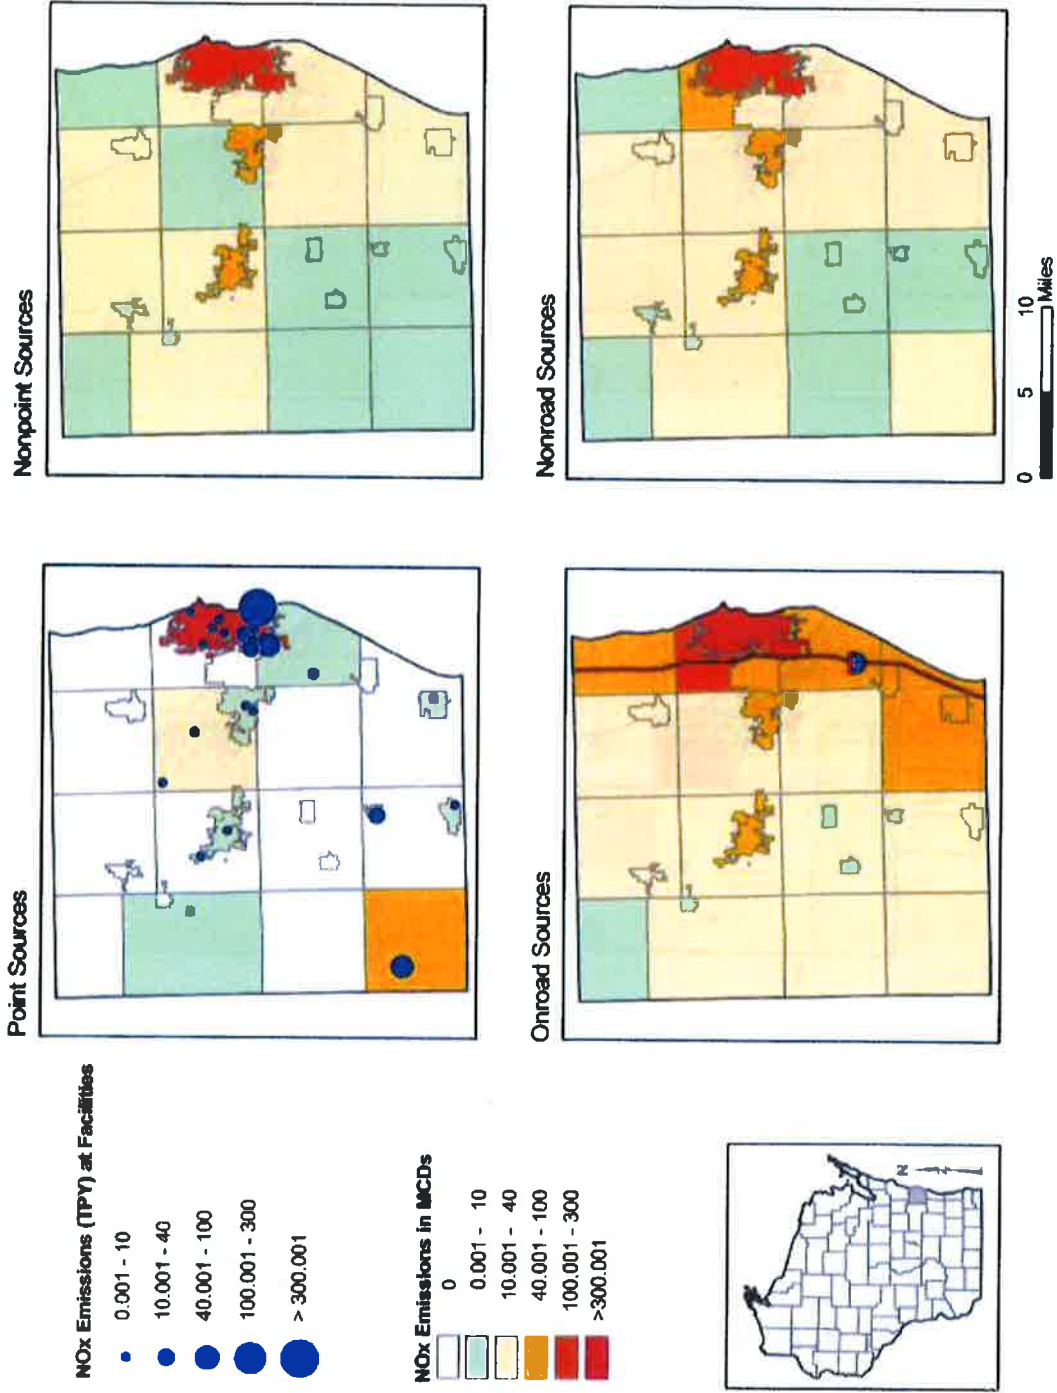 Point Sources
Nonpoint Sources
NOx Emissions (TPY) at Facilities
0.001 - 10
10.001 - 40
40.001 - 100
100.001 - 300
> 300.001
NOx Emissions in MCDs
0
0.001 - 10
10.001 - 40
40.001 - 100
100.001 - 300
>300.001
Onroad Sources
Nonroad Sources
N
0 5 10
Miles